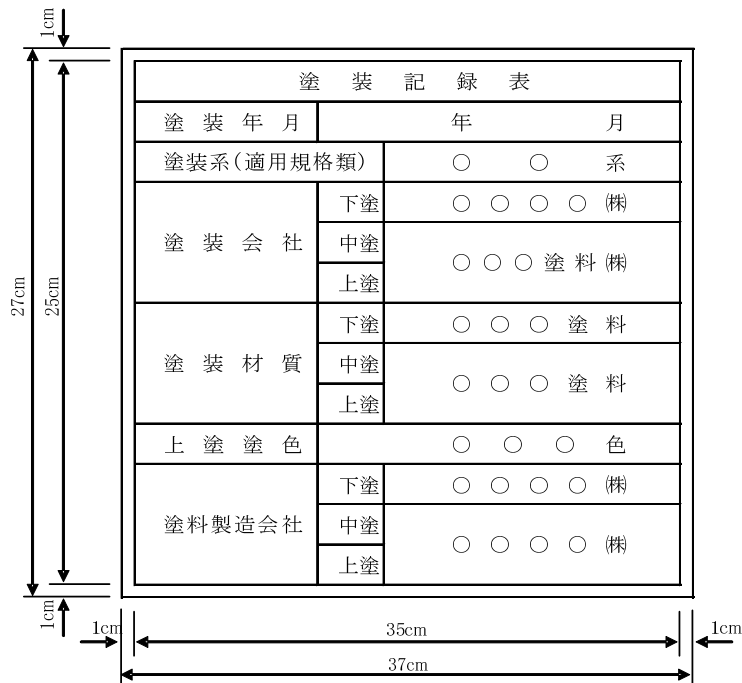 1cm
塗装記録表
塗装年月 年 月
塗装系(適用規格類) ○ ○ 系
塗装会社 下塗 ○○○○㈱
中塗 ○○○塗料㈱
上塗
塗装材質 下塗 ○○○塗料
中塗 ○○○塗料
上塗
上塗塗色 ○○○色
塗料製造会社 下塗 ○○○○㈱
中塗 ○○○○㈱
上塗
27cm
25cm
1cm
1cm
35cm
1cm
37cm